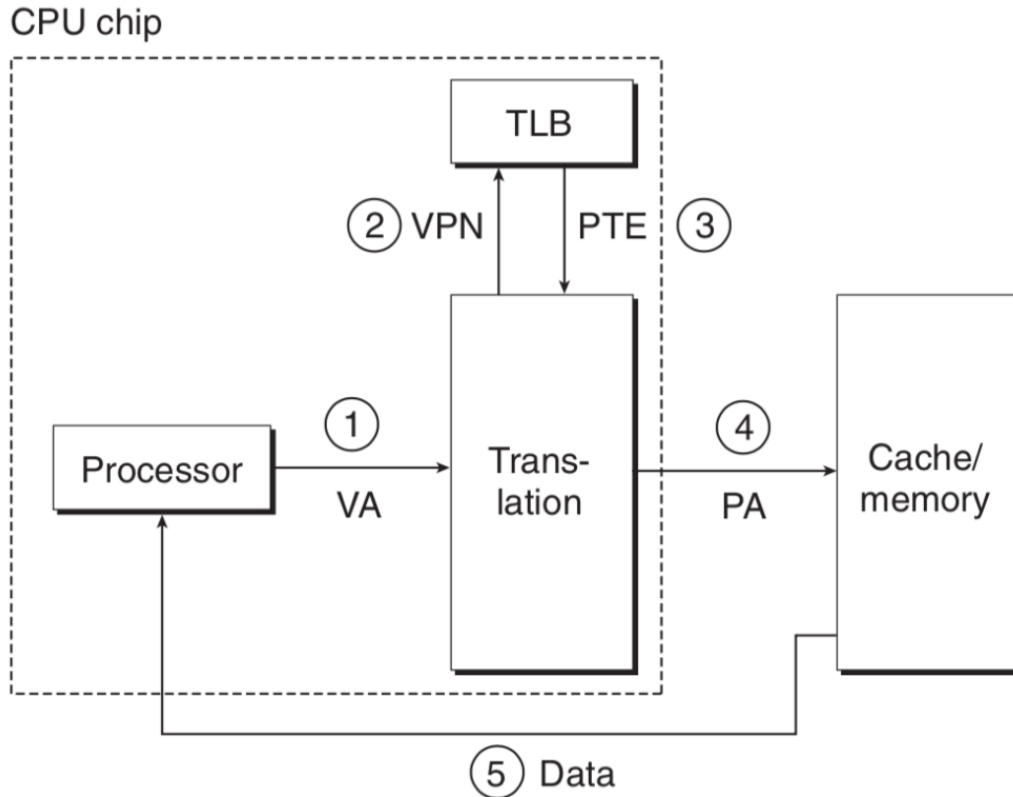 CPU chip
TLB
2 VPN
PTE 3
1
4
Processor
VA
Trans-
lation
PA
Cache/
memory
5 Data